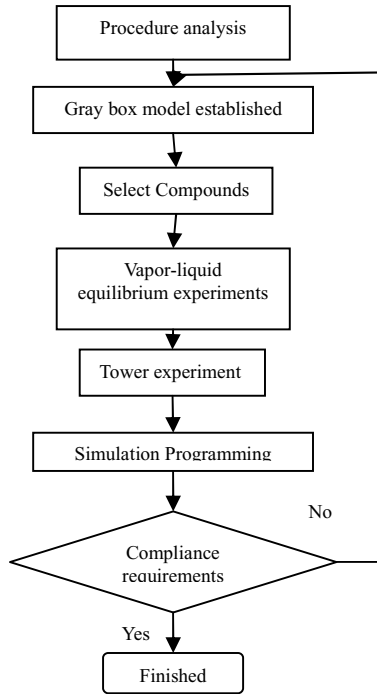 Procedure analysis
Gray box model established
Select Compounds
Vapor-liquid
equilibrium experiments
Tower experiment
Simulation Programming
No
Compliance
requirements
Yes
Finished